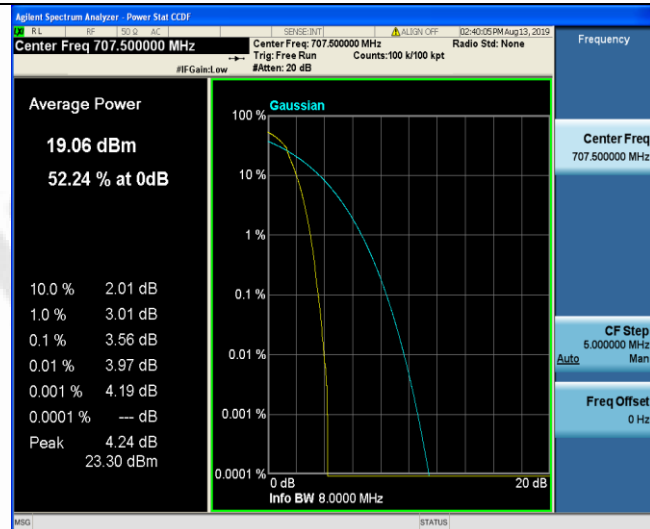 Agilent Spectrum Analyzer - Power Stat CCDF
RL RF 50 Ω AC SENSE:INT ALIGN OFF 02:40:05 PM Aug 13, 2019
Center Freq 707.500000 MHz
Center Freq: 707.500000 MHz Radio Std: None
Trig: Free Run Counts:100 k/100 kpt
#IFGain:Low #Atten: 20 dB
Frequency
Average Power
19.06 dBm
52.24 % at 0dB
10.0 % 2.01 dB
1.0 % 3.01 dB
0.1 % 3.56 dB
0.01 % 3.97 dB
0.001 % 4.19 dB
0.0001 % --- dB
Peak 4.24 dB
23.30 dBm
Gaussian
100 %
10 %
1 %
0.1 %
0.01 %
0.001 %
0.0001 %
0 dB 20 dB
Info BW 8.0000 MHz
Center Freq
707.500000 MHz
CF Step
5.000000 MHz
Auto Man
Freq Offset
0 Hz
MSG STATUS